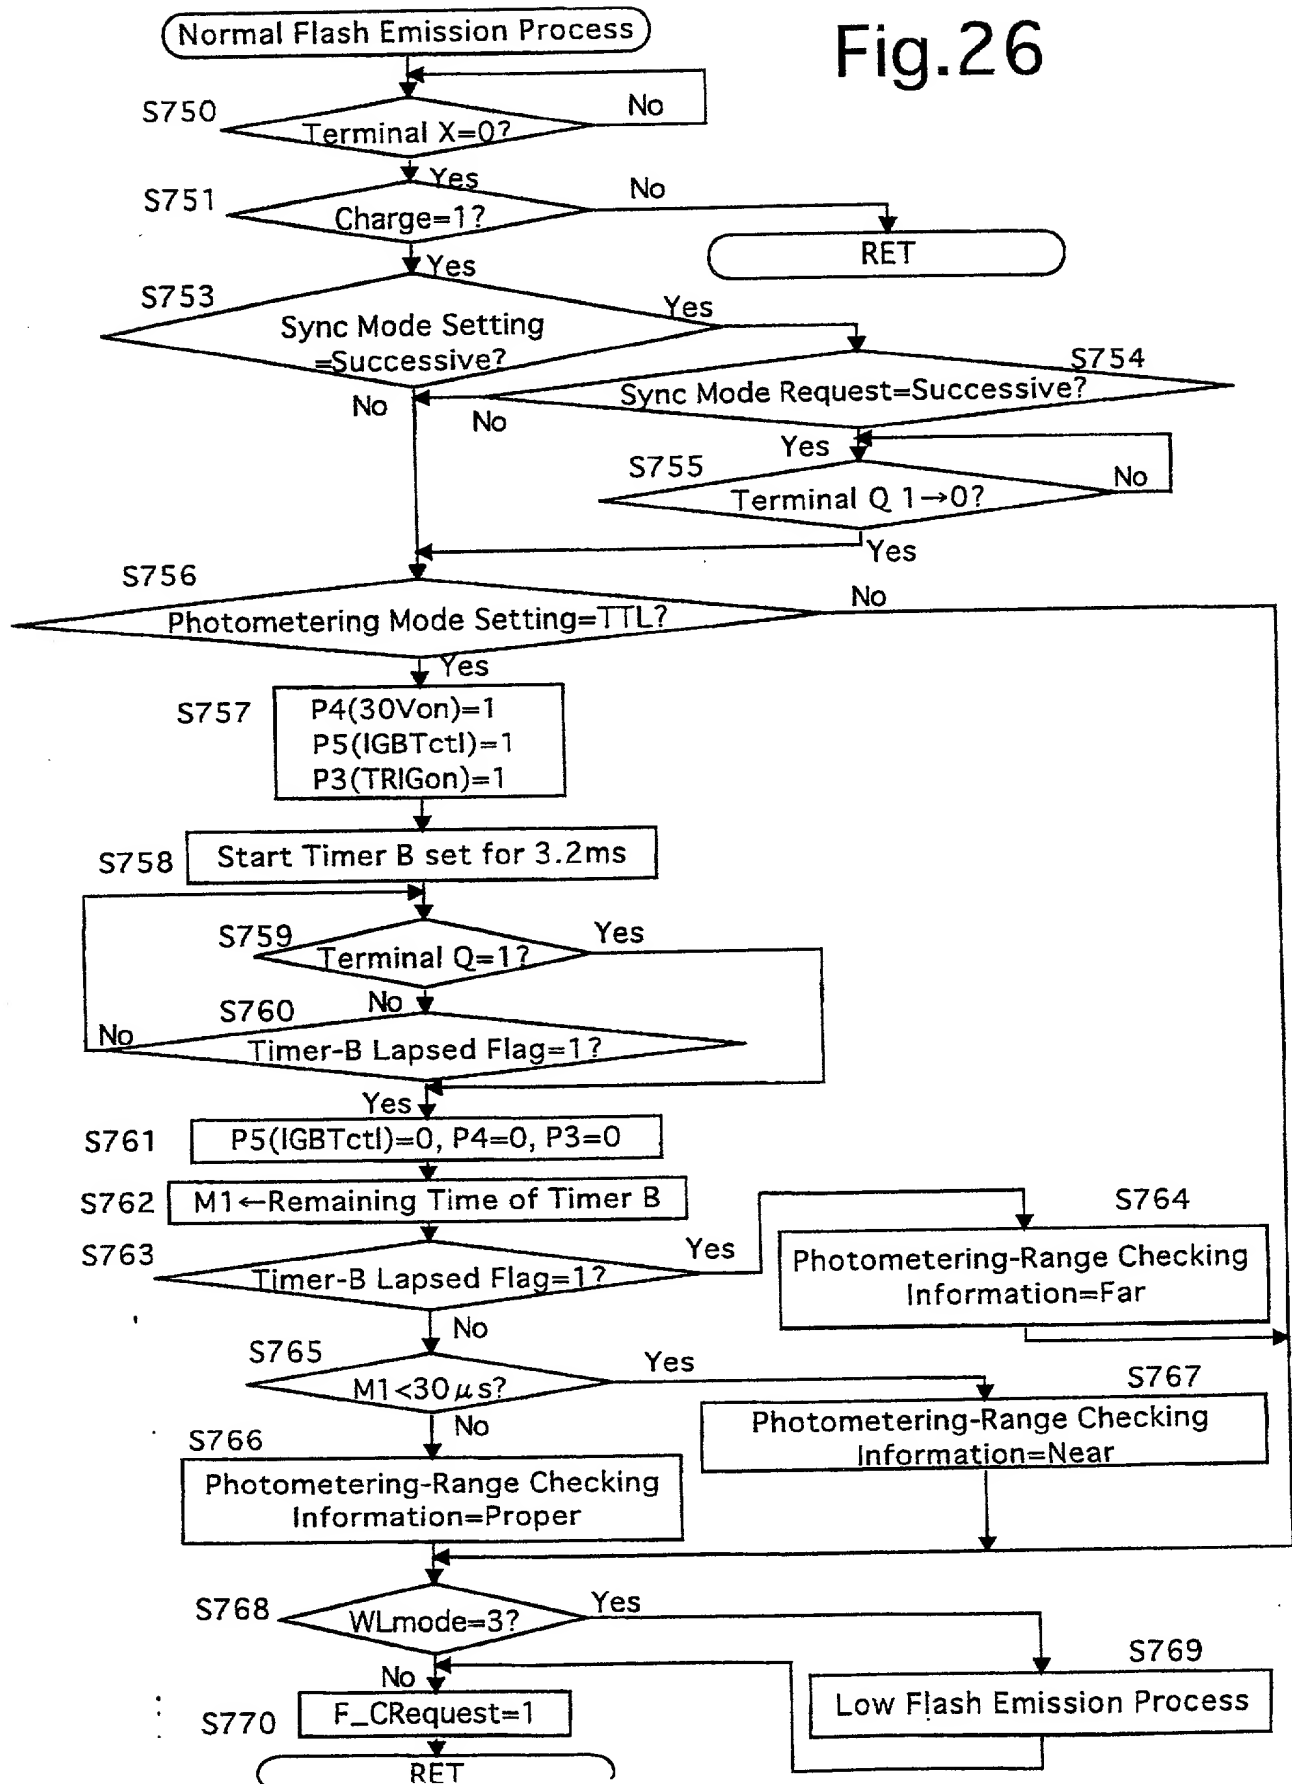 Normal Flash Emission Process
Fig.26
S750
Terminal X=0?
No
Yes
S751
Charge=1?
No
RET
Yes
S753
Sync Mode Setting
=Successive?
Yes
No
S754
Sync Mode Request=Successive?
No
Yes
S755
Terminal Q 1→0?
No
Yes
S756
Photometering Mode Setting=TTL?
No
Yes
S757
P4(30Von)=1
P5(IGBTctl)=1
P3(TRIGon)=1
S758
Start Timer B set for 3.2ms
S759
Terminal Q=1?
Yes
No
S760
Timer-B Lapsed Flag=1?
No
Yes
S761
P5(IGBTctl)=0, P4=0, P3=0
S762
M1←Remaining Time of Timer B
S763
Timer-B Lapsed Flag=1?
Yes
S764
Photometering-Range Checking
Information=Far
No
S765
M1<30μs?
Yes
S767
Photometering-Range Checking
Information=Near
No
S766
Photometering-Range Checking
Information=Proper
S768
WLmode=3?
Yes
S769
Low Flash Emission Process
No
S770
F_CRequest=1
RET